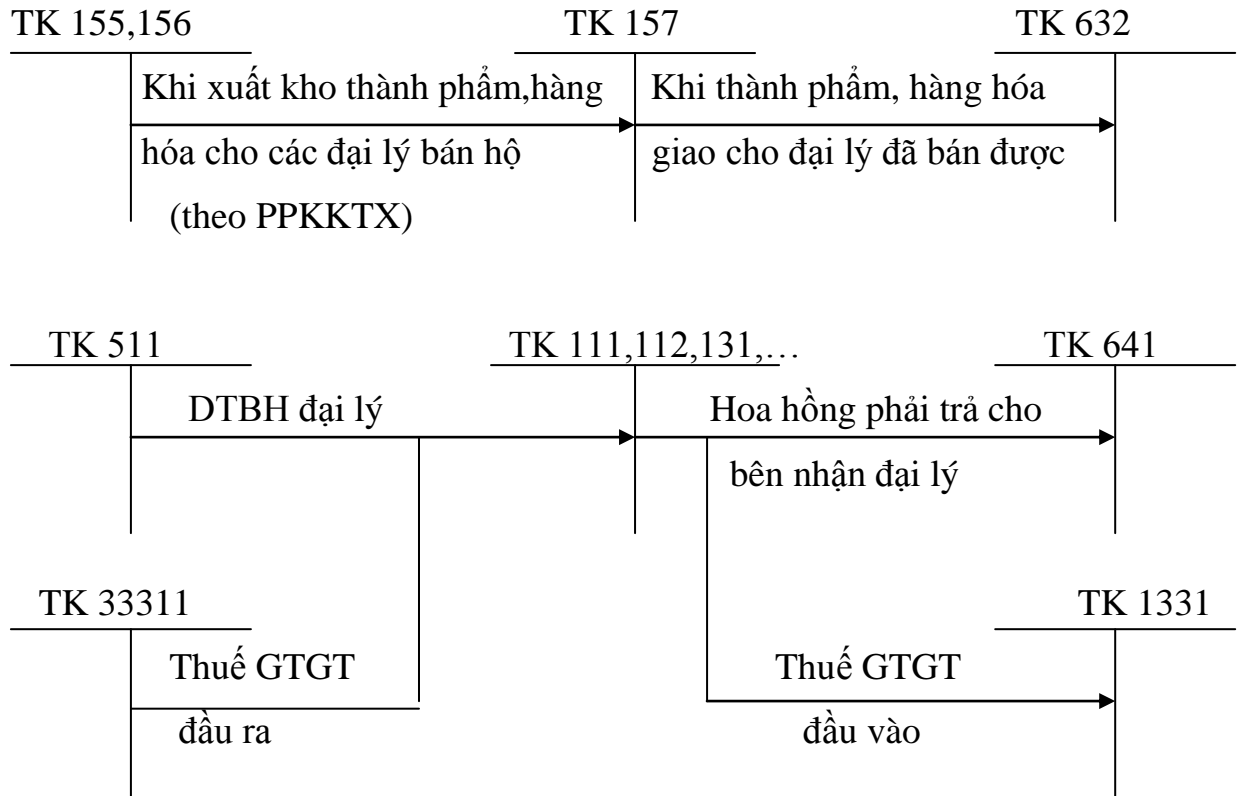 TK 155,156 TK 157 TK 632
Khi xuất kho thành phẩm,hàng Khi thành phẩm, hàng hóa
hóa cho các đại lý bán hộ giao cho đại lý đã bán được
(theo PPKKTX)
TK 511 TK 111,112,131,… TK 641
DTBH đại lý Hoa hồng phải trả cho
bên nhận đại lý
TK 33311 TK 1331
Thuế GTGT Thuế GTGT
đầu ra đầu vào